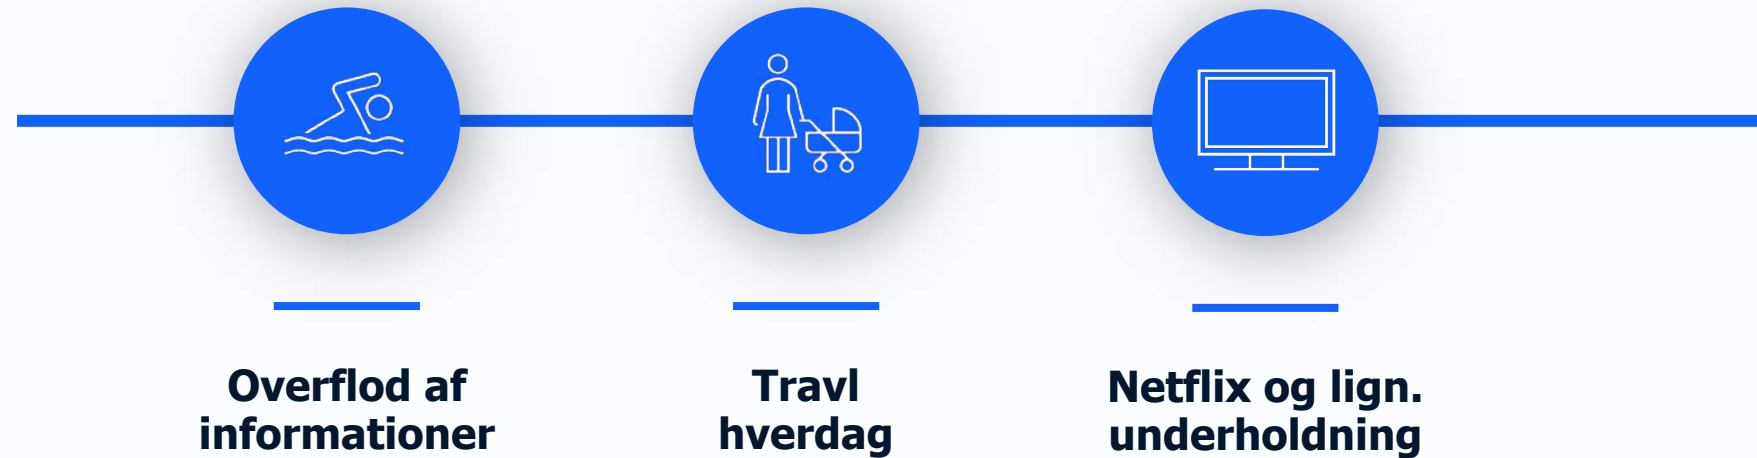 Overflod af
informationer
Travl
hverdag
Netflix og lign.
underholdning